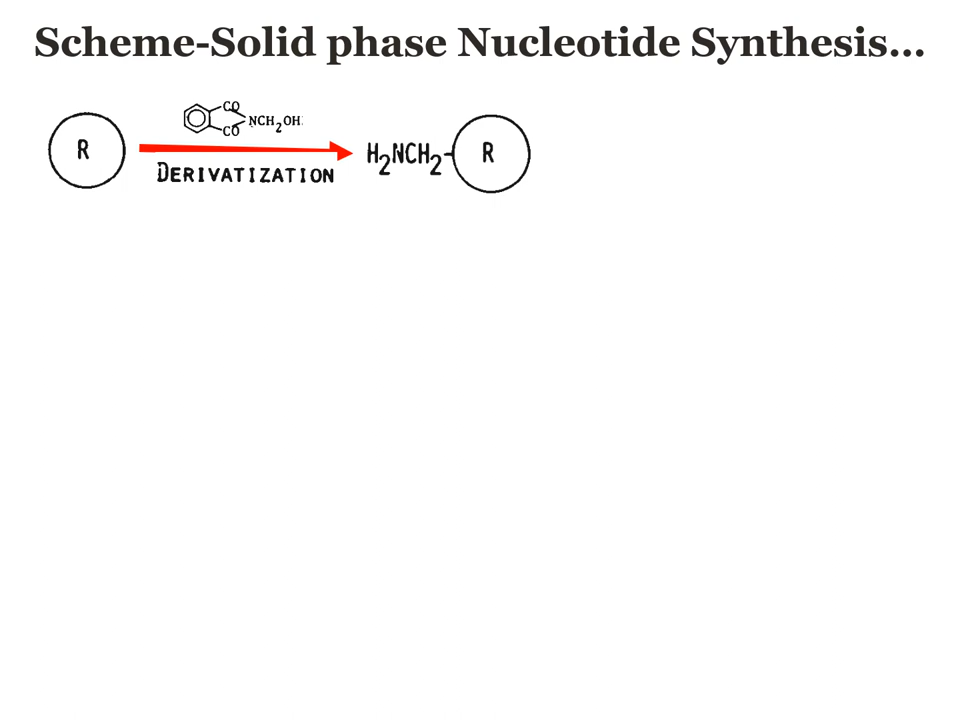 Scheme-Solid phase Nucleotide Synthesis...
CO
NCH2OH
CO
R
H2NCH2-
R
DERIVATIZATION